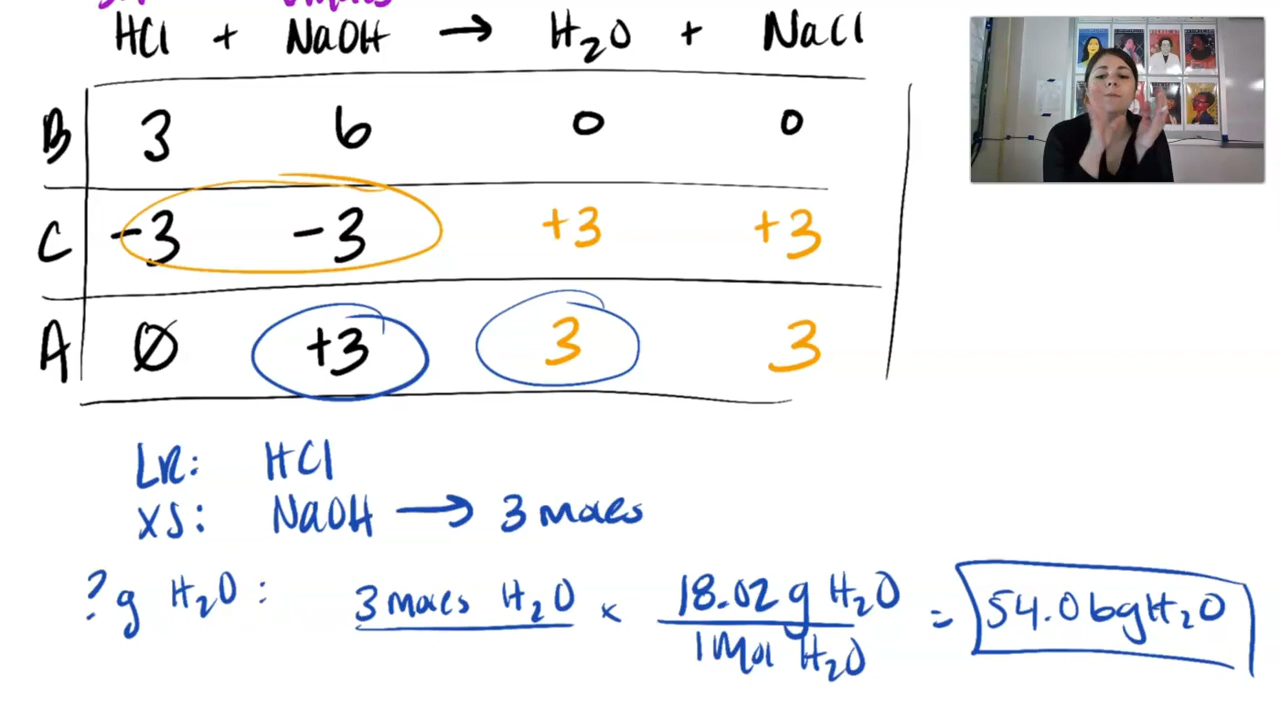 HCl + NaOH → H₂O + NaCl
B 3 6 0 0
C -3 -3 +3 +3
A 0 +3 3 3
LR: HCl
XS: NaOH → 3 moles
? g H₂O: 3 moles H₂O x 18.02 g H₂O / 1 mol H₂O = 54.06 g H₂O